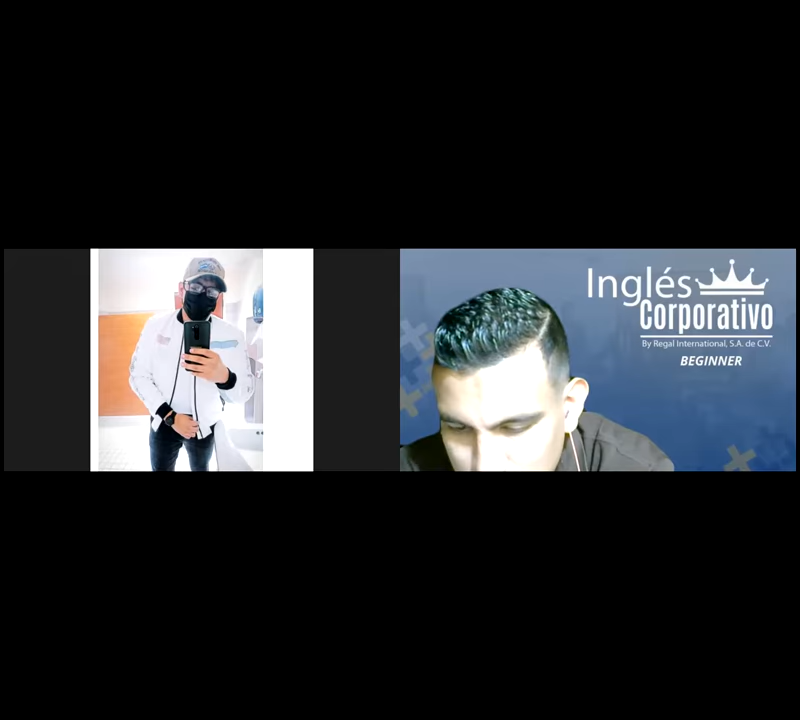 Inglés
Corporativo
By Regal International, S.A. de C.V.
BEGINNER